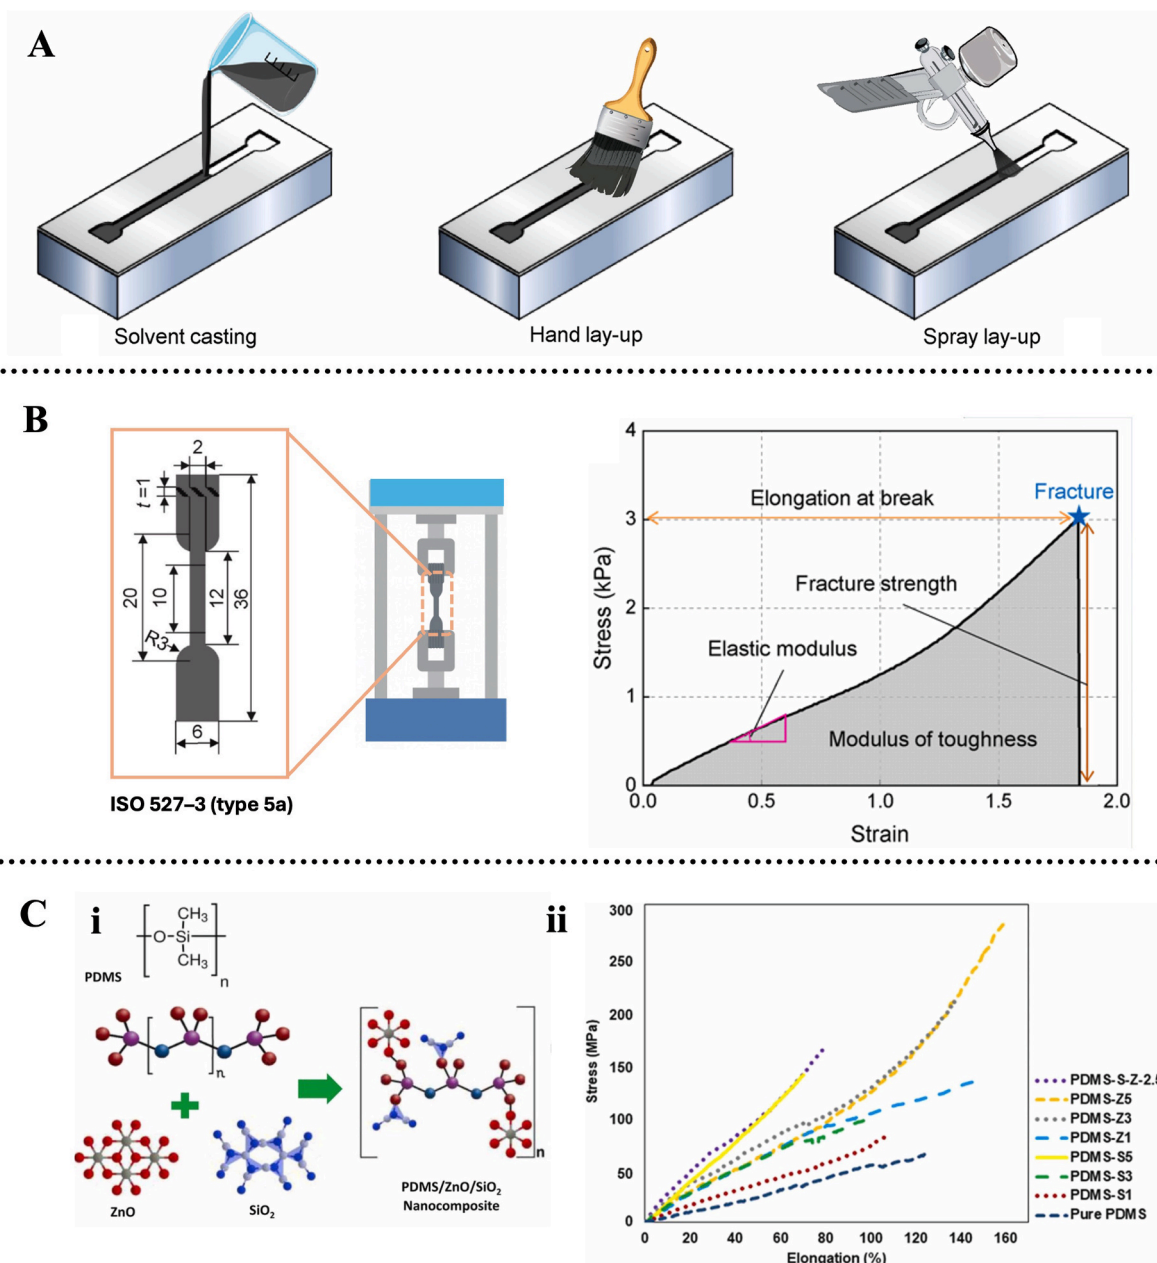 A
Solvent casting
Hand lay-up
Spray lay-up
B
2
t=1
20
10
12
36
R3
6
ISO 527–3 (type 5a)
4
3
2
1
0
Stress (kPa)
Elongation at break
Fracture
Fracture strength
Elastic modulus
Modulus of toughness
0.0
0.5
1.0
1.5
2.0
Strain
C
i
CH3
O
Si
CH3
n
PDMS
n
ZnO
SiO2
n
PDMS/ZnO/SiO2
Nanocomposite
ii
300
250
200
150
100
50
0
Stress (MPa)
0
20
40
60
80
100
120
140
160
Elongation (%)
PDMS-S-Z-2.5
PDMS-Z5
PDMS-Z3
PDMS-Z1
PDMS-S5
PDMS-S3
PDMS-S1
Pure PDMS